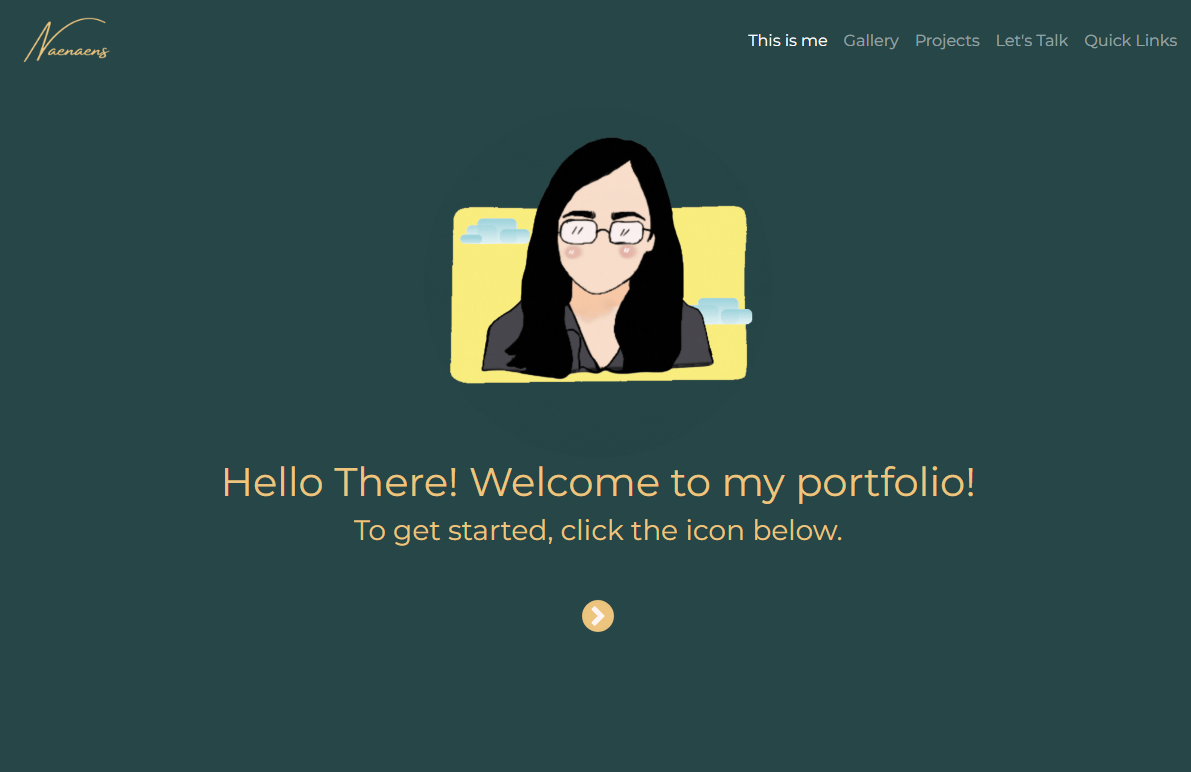 Naenaens
This is me Gallery Projects Let's Talk Quick Links
Hello There! Welcome to my portfolio!
To get started, click the icon below.